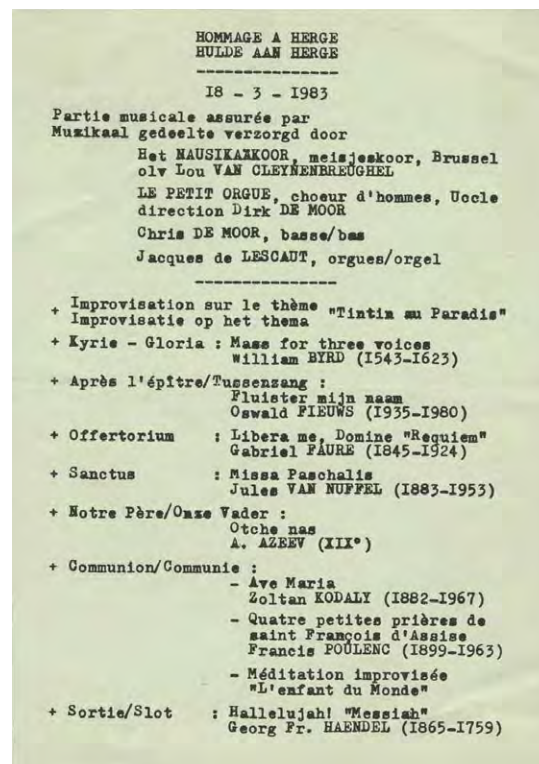 HOMMAGE A HERGE
HULDE AAN HERGE
---------------
I8 - 3 - I983
Partie musicale assurée par
Muzikaal gedeelte verzorgd door
Het NAUSIKAAKOOR, meisjeskoor, Brussel
olv Lou VAN CLEYNENBREUGHEL
LE PETIT ORGUE, choeur d'hommes, Uccle
direction Dirk DE MOOR
Chris DE MOOR, basse/bas
Jacques de LESCAUT, orgues/orgel
---------------
+ Improvisation sur le thème "Tintin au Paradis"
Improvisatie op het thema
+ Kyrie - Gloria : Mass for three voices
William BYRD (I543-I623)
+ Après l'épître/Tussenzang :
Fluister mijn naam
Oswald FIEUWS (I935-I980)
+ Offertorium : Libera me, Domine "Requiem"
Gabriel FAURE (I845-I924)
+ Sanctus : Missa Paschalis
Jules VAN NUFFEL (I883-I953)
+ Notre Père/Onze Vader :
Otche nas
A. AZEEV (XIX°)
+ Communion/Communie :
- Ave Maria
Zoltan KODALY (I882-I967)
- Quatre petites prières de
saint François d'Assise
Francis POULENC (I899-I963)
- Méditation improvisée
"L'enfant du Monde"
+ Sortie/Slot : Hallelujah! "Messiah"
Georg Fr. HAENDEL (I865-I759)